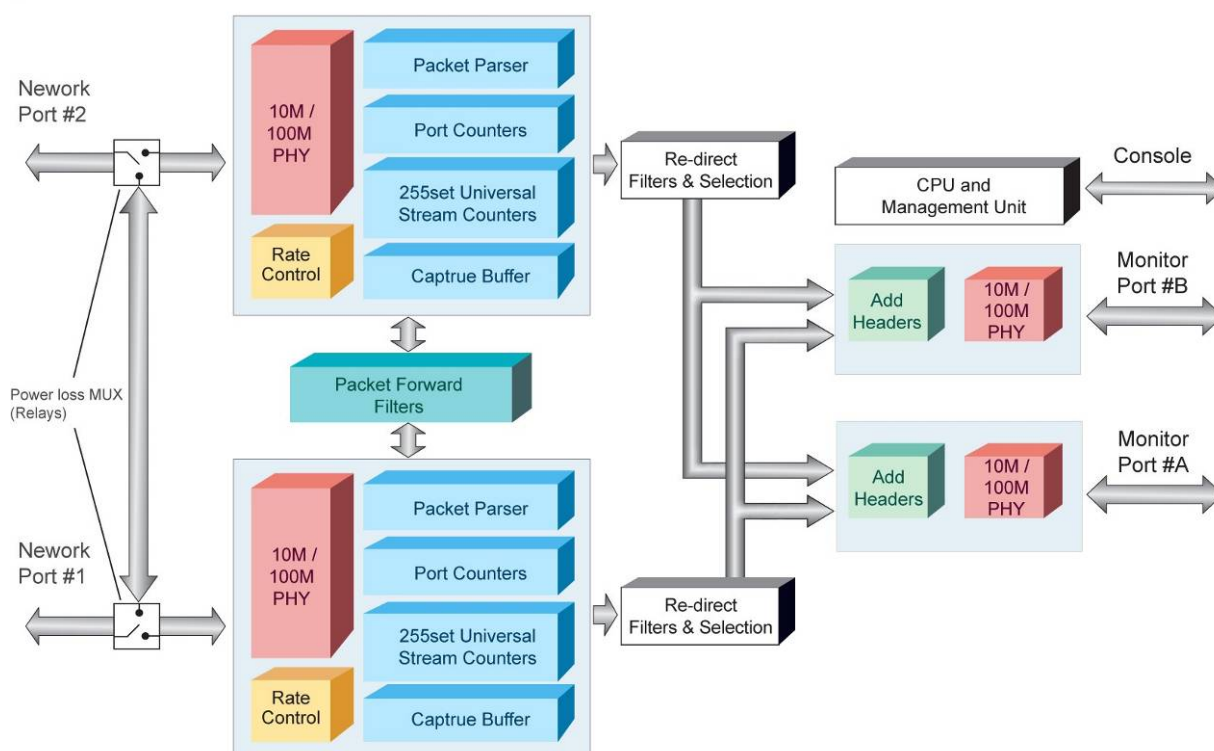 Nework
Port #2
10M /
100M
PHY
Rate
Control
Packet Parser
Port Counters
255set Universal
Stream Counters
Captrue Buffer
Re-direct
Filters & Selection
CPU and
Management Unit
Console
Add
Headers
10M /
100M
PHY
Monitor
Port #B
Packet Forward
Filters
Power loss MUX
(Relays)
Add
Headers
10M /
100M
PHY
Monitor
Port #A
Nework
Port #1
10M /
100M
PHY
Rate
Control
Packet Parser
Port Counters
255set Universal
Stream Counters
Captrue Buffer
Re-direct
Filters & Selection